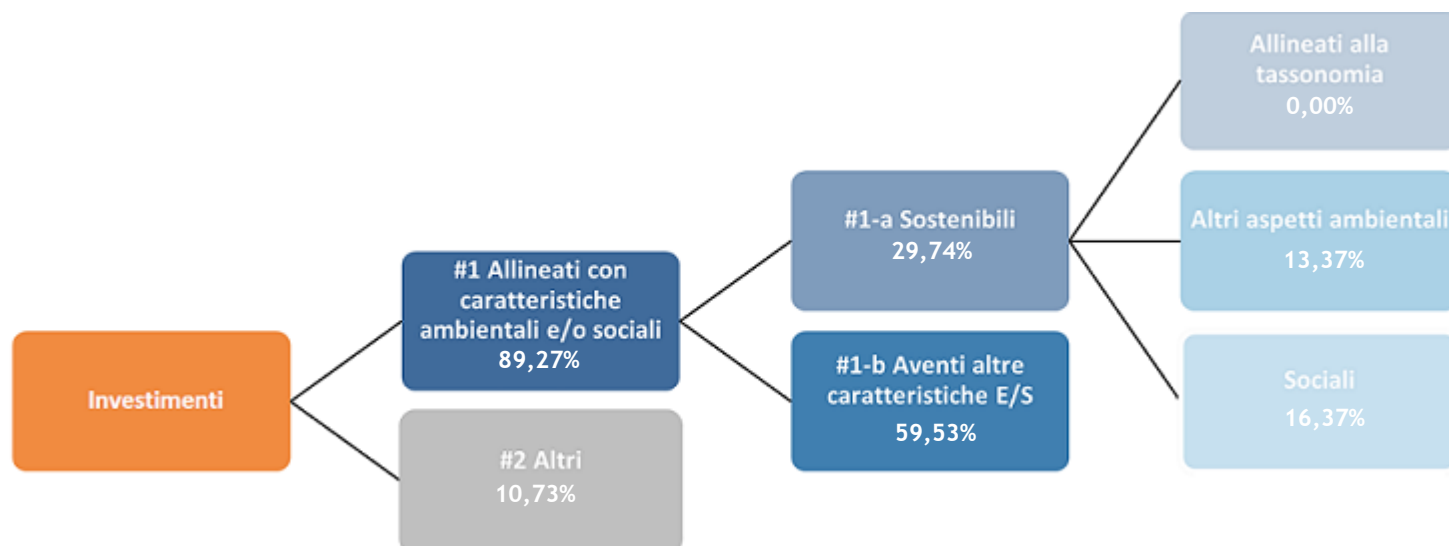 Investimenti
#1 Allineati con
caratteristiche
ambientali e/o sociali
89,27%
#2 Altri
10,73%
#1-a Sostenibili
29,74%
#1-b Aventi altre
caratteristiche E/S
59,53%
Allineati alla
tassonomia
0,00%
Altri aspetti ambientali
13,37%
Sociali
16,37%